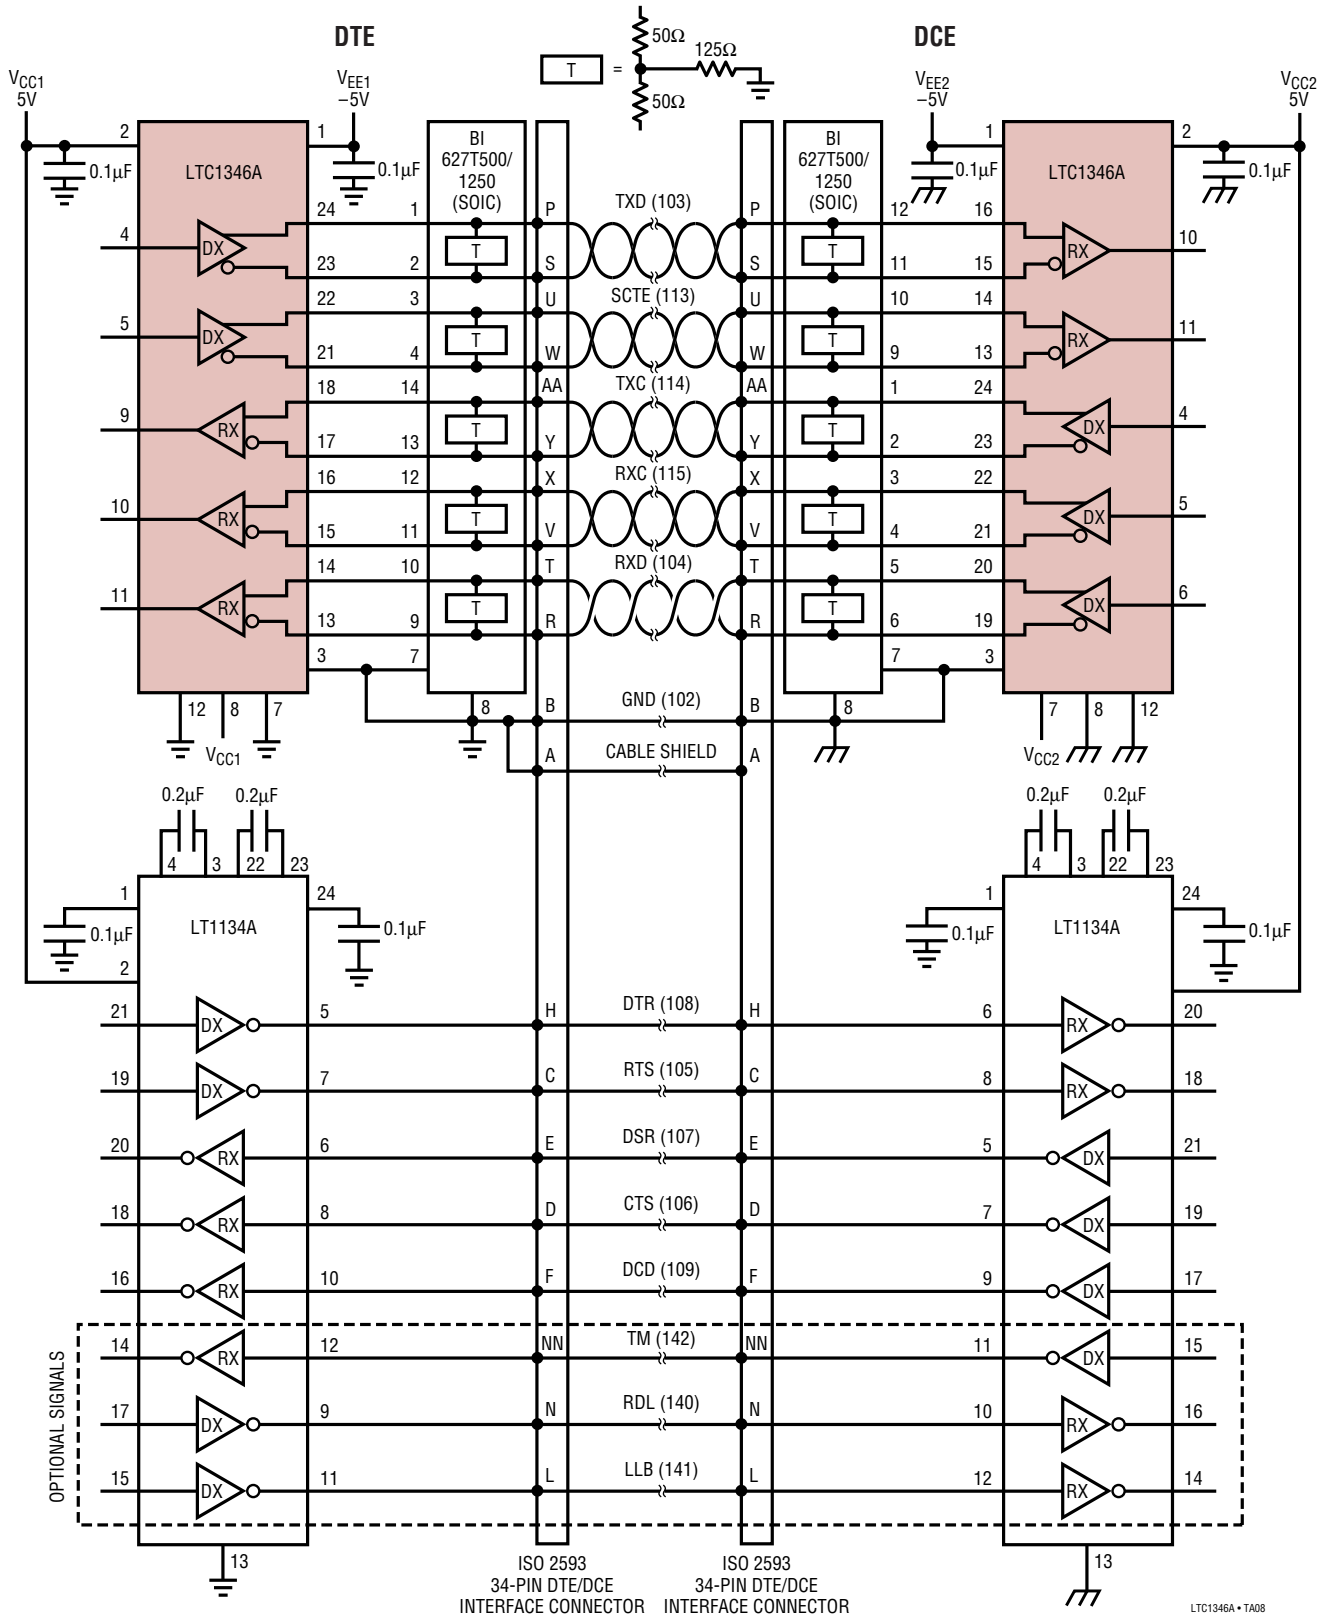 DTE
DCE
50Ω
125Ω
T =
50Ω
VCC1
5V
VEE1
–5V
VEE2
–5V
VCC2
5V
2
1
1
2
0.1µF
0.1µF
0.1µF
0.1µF
LTC1346A
BI
627T500/
1250
(SOIC)
BI
627T500/
1250
(SOIC)
LTC1346A
4
DX
24
1
T
P
TXD (103)
P
T
12
16
RX
10
23
2
S
S
11
15
5
DX
22
3
T
U
SCTE (113)
U
T
10
14
RX
11
21
4
W
W
9
13
9
RX
18
14
T
AA
TXC (114)
AA
T
1
24
DX
4
17
13
Y
Y
2
23
10
RX
16
12
T
X
RXC (115)
X
T
3
22
DX
5
15
11
V
V
4
21
11
RX
14
10
T
T
RXD (104)
T
T
5
20
DX
6
13
9
R
R
6
19
3
7
7
3
12
8
7
8
B
GND (102)
B
8
7
8
12
VCC1
A
CABLE SHIELD
A
VCC2
0.2µF
0.2µF
0.2µF
0.2µF
4
3
22
23
4
3
22
23
1
24
1
24
0.1µF
LT1134A
0.1µF
0.1µF
LT1134A
0.1µF
2
21
DX
5
H
DTR (108)
H
6
RX
20
19
DX
7
C
RTS (105)
C
8
RX
18
20
RX
6
E
DSR (107)
E
5
DX
21
18
RX
8
D
CTS (106)
D
7
DX
19
16
RX
10
F
DCD (109)
F
9
DX
17
OPTIONAL SIGNALS
14
RX
12
NN
TM (142)
NN
11
DX
15
17
DX
9
N
RDL (140)
N
10
RX
16
15
DX
11
L
LLB (141)
L
12
RX
14
13
13
ISO 2593
34-PIN DTE/DCE
INTERFACE CONNECTOR
ISO 2593
34-PIN DTE/DCE
INTERFACE CONNECTOR
LTC1346A • TA08